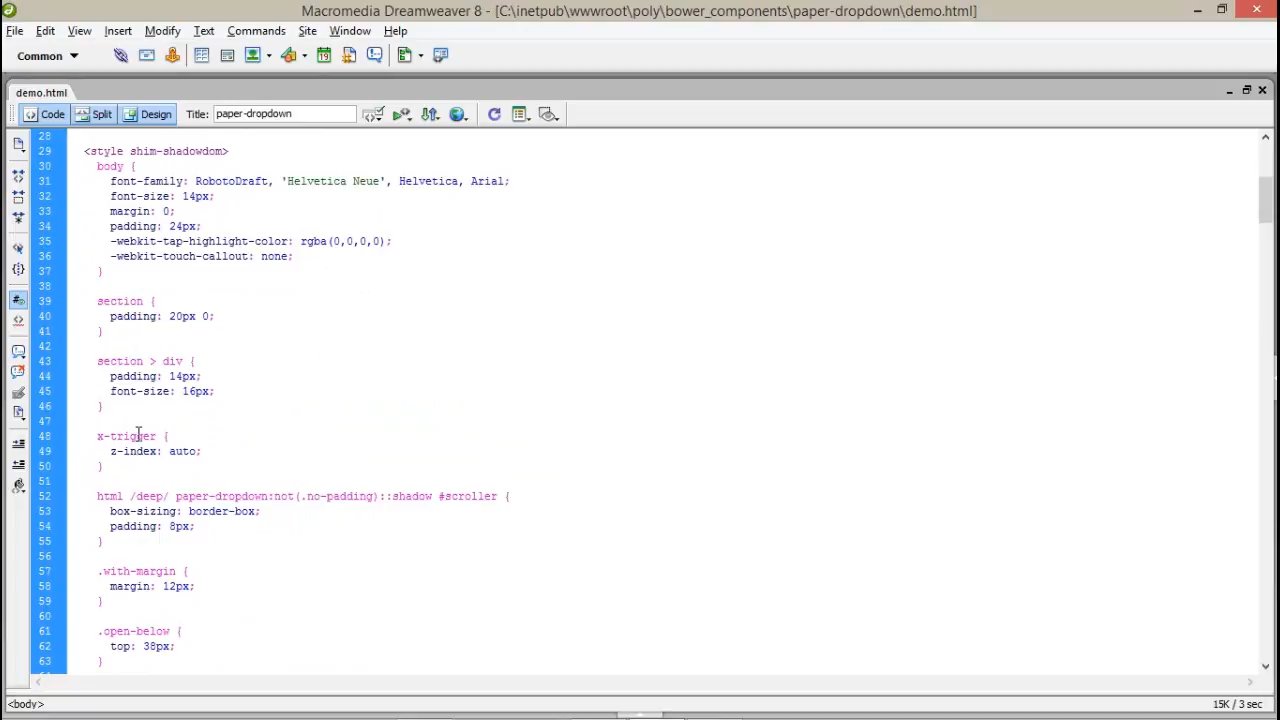 Macromedia Dreamweaver 8 - [C:\inetpub\wwwroot\poly\bower_components\paper-dropdown\demo.html]
File Edit View Insert Modify Text Commands Site Window Help
Common
demo.html
Code Split Design Title: paper-dropdown
28
29 <style shim-shadowdom>
30 body {
31 font-family: RobotoDraft, 'Helvetica Neue', Helvetica, Arial;
32 font-size: 14px;
33 margin: 0;
34 padding: 24px;
35 -webkit-tap-highlight-color: rgba(0,0,0,0);
36 -webkit-touch-callout: none;
37 }
38
39 section {
40 padding: 20px 0;
41 }
42
43 section > div {
44 padding: 14px;
45 font-size: 16px;
46 }
47
48 x-trigger {
49 z-index: auto;
50 }
51
52 html /deep/ paper-dropdown:not(.no-padding)::shadow #scroller {
53 box-sizing: border-box;
54 padding: 8px;
55 }
56
57 .with-margin {
58 margin: 12px;
59 }
60
61 .open-below {
62 top: 38px;
63 }
<body> 15K / 3 sec